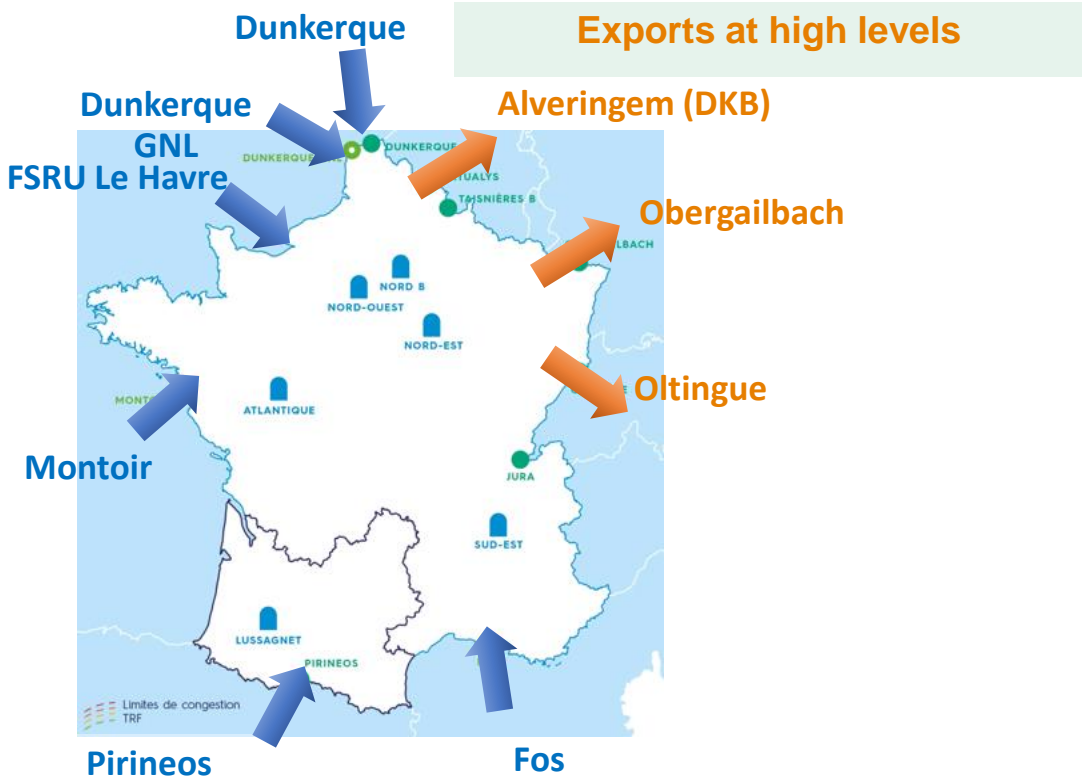 Dunkerque
Exports at high levels
Dunkerque
GNL
Alveringem (DKB)
FSRU Le Havre
DUNKERQUE
TAISNIÈRES B
Obergailbach
NORD B
NORD-OUEST
NORD-EST
Oltingue
ATLANTIQUE
Montoir
JURA
SUD-EST
LUSSAGNET
PIRINEOS
Limites de congestion
TRF
Pirineos
Fos